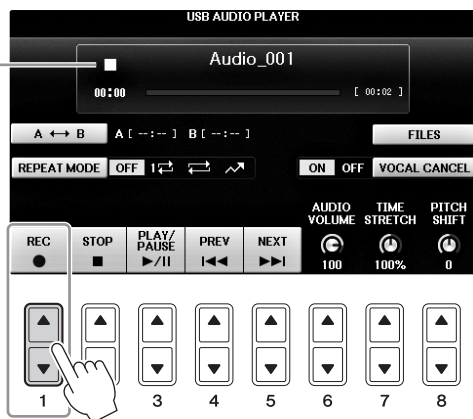 USB AUDIO PLAYER
Audio_001
00:00 [ 00:02 ]
A ↔ B A [ --:-- ] B [ --:-- ] FILES
REPEAT MODE OFF 1 ON OFF VOCAL CANCEL
AUDIO VOLUME TIME STRETCH PITCH SHIFT
REC STOP PLAY/PAUSE PREV NEXT
100 100% 0
1 3 4 5 6 7 8